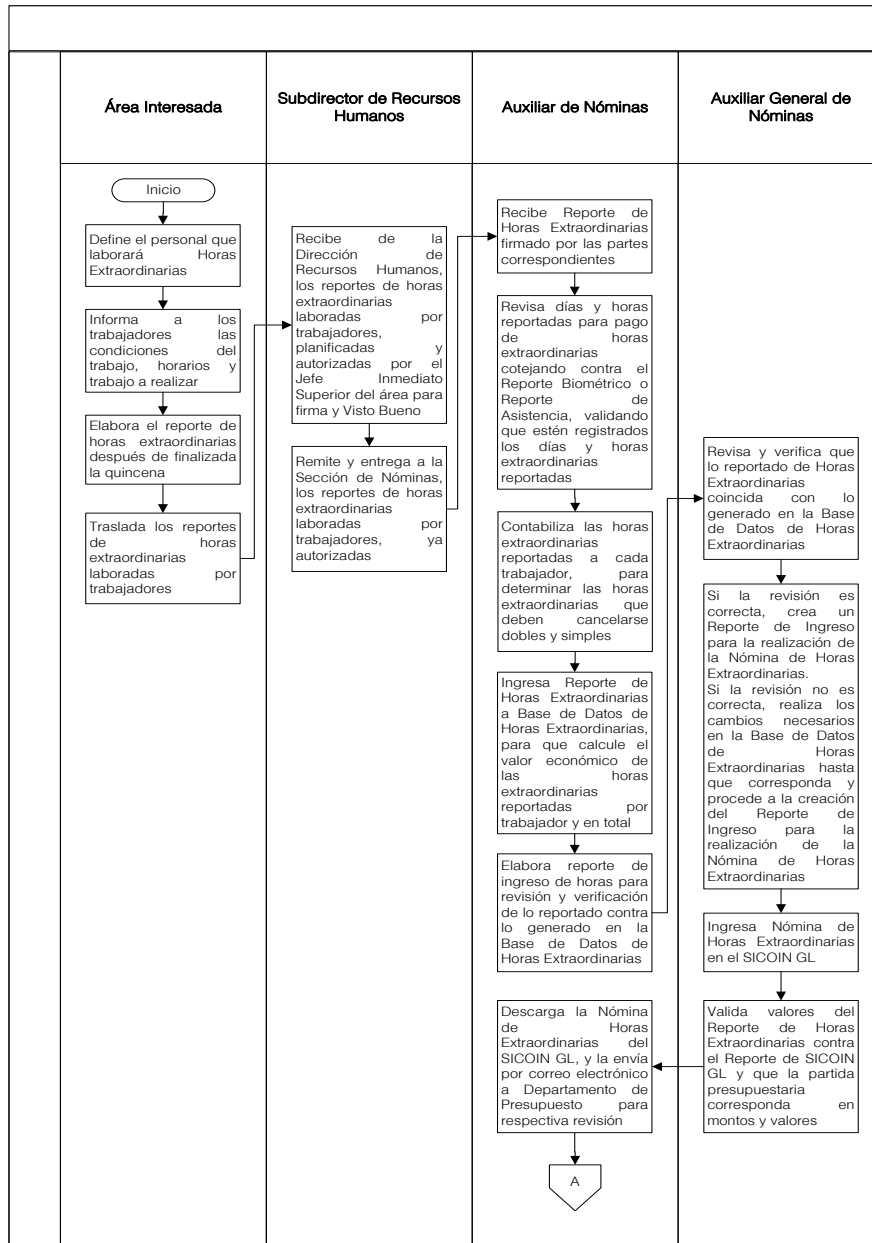 Área Interesada
Subdirector de Recursos
Humanos
Auxiliar de Nóminas
Auxiliar General de
Nóminas
Inicio
Define el personal que
laborará Horas
Extraordinarias
Informa a los
trabajadores las
condiciones del
trabajo, horarios y
trabajo a realizar
Elabora el reporte de
horas extraordinarias
después de finalizada
la quincena
Traslada los reportes
de horas
extraordinarias
laboradas por
trabajadores
Recibe de la
Dirección de
Recursos Humanos,
los reportes de horas
extraordinarias
laboradas por
trabajadores,
planificadas y
autorizadas por el
Jefe Inmediato
Superior del área para
firma y Visto Bueno
Remite y entrega a la
Sección de Nóminas,
los reportes de horas
extraordinarias
laboradas por
trabajadores, ya
autorizadas
Recibe Reporte de
Horas Extraordinarias
firmado por las partes
correspondientes
Revisa días y horas
reportadas para pago
de horas
extraordinarias
cotejando contra el
Reporte Biométrico o
Reporte de
Asistencia, validando
que estén registrados
los días y horas
extraordinarias
reportadas
Contabiliza las horas
extraordinarias
reportadas a cada
trabajador, para
determinar las horas
extraordinarias que
deben cancelarse
dobles y simples
Ingresa Reporte de
Horas Extraordinarias
a Base de Datos de
Horas Extraordinarias,
para que calcule el
valor económico de
las horas
extraordinarias
reportadas por
trabajador y en total
Elabora reporte de
ingreso de horas para
revisión y verificación
de lo reportado contra
lo generado en la
Base de Datos de
Horas Extraordinarias
Revisa y verifica que
lo reportado de Horas
Extraordinarias
coincida con lo
generado en la Base
de Datos de Horas
Extraordinarias
Si la revisión es
correcta, crea un
Reporte de Ingreso
para la realización de
la Nómina de Horas
Extraordinarias.
Si la revisión no es
correcta, realiza los
cambios necesarios
en la Base de Datos
de Horas
Extraordinarias hasta
que corresponda y
procede a la creación
del Reporte de
Ingreso para la
realización de la
Nómina de Horas
Extraordinarias
Ingresa Nómina de
Horas Extraordinarias
en el SICOIN GL
Valida valores del
Reporte de Horas
Extraordinarias contra
el Reporte de SICOIN
GL y que la partida
presupuestaria
corresponda en
montos y valores
Descarga la Nómina
de Horas
Extraordinarias del
SICOIN GL, y la envía
por correo electrónico
a Departamento de
Presupuesto para
respectiva revisión
A